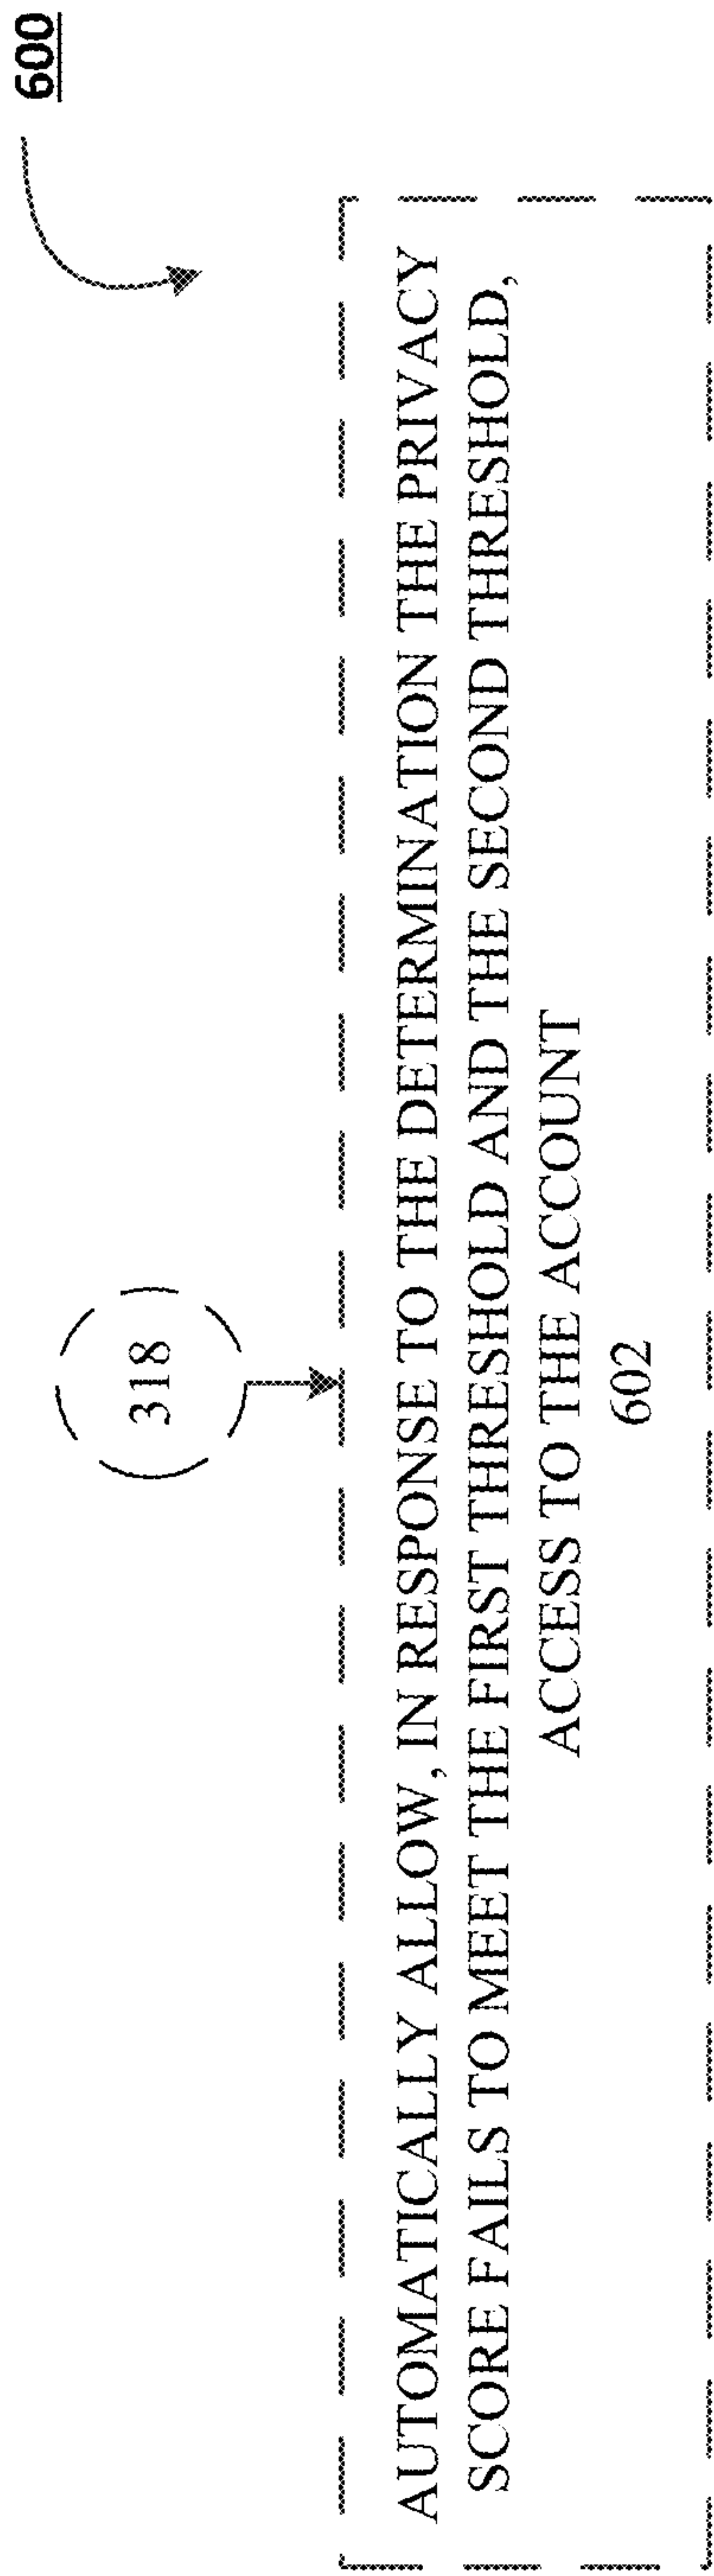 600
318
AUTOMATICALLY ALLOW, IN RESPONSE TO THE DETERMINATION THE PRIVACY
SCORE FAILS TO MEET THE FIRST THRESHOLD AND THE SECOND THRESHOLD,
ACCESS TO THE ACCOUNT
602